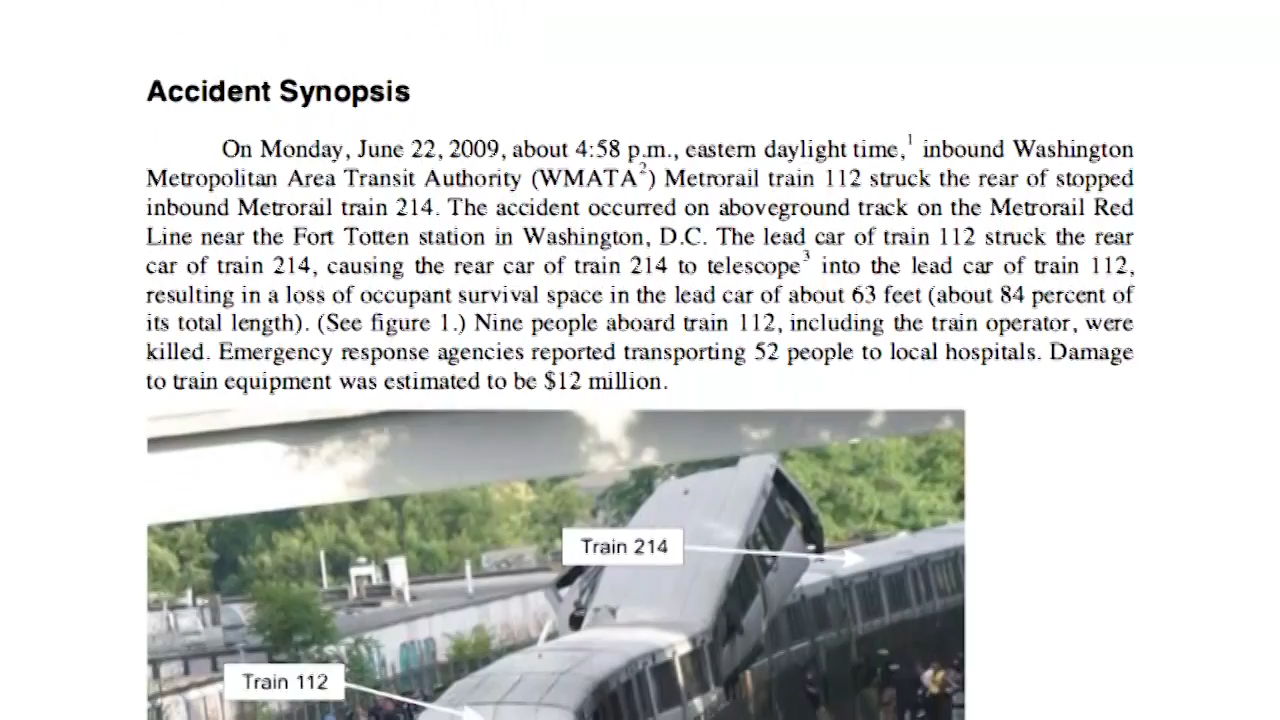 Accident Synopsis
On Monday, June 22, 2009, about 4:58 p.m., eastern daylight time,1 inbound Washington
Metropolitan Area Transit Authority (WMATA2) Metrorail train 112 struck the rear of stopped
inbound Metrorail train 214. The accident occurred on aboveground track on the Metrorail Red
Line near the Fort Totten station in Washington, D.C. The lead car of train 112 struck the rear
car of train 214, causing the rear car of train 214 to telescope3 into the lead car of train 112,
resulting in a loss of occupant survival space in the lead car of about 63 feet (about 84 percent of
its total length). (See figure 1.) Nine people aboard train 112, including the train operator, were
killed. Emergency response agencies reported transporting 52 people to local hospitals. Damage
to train equipment was estimated to be $12 million.
Train 214
Train 112